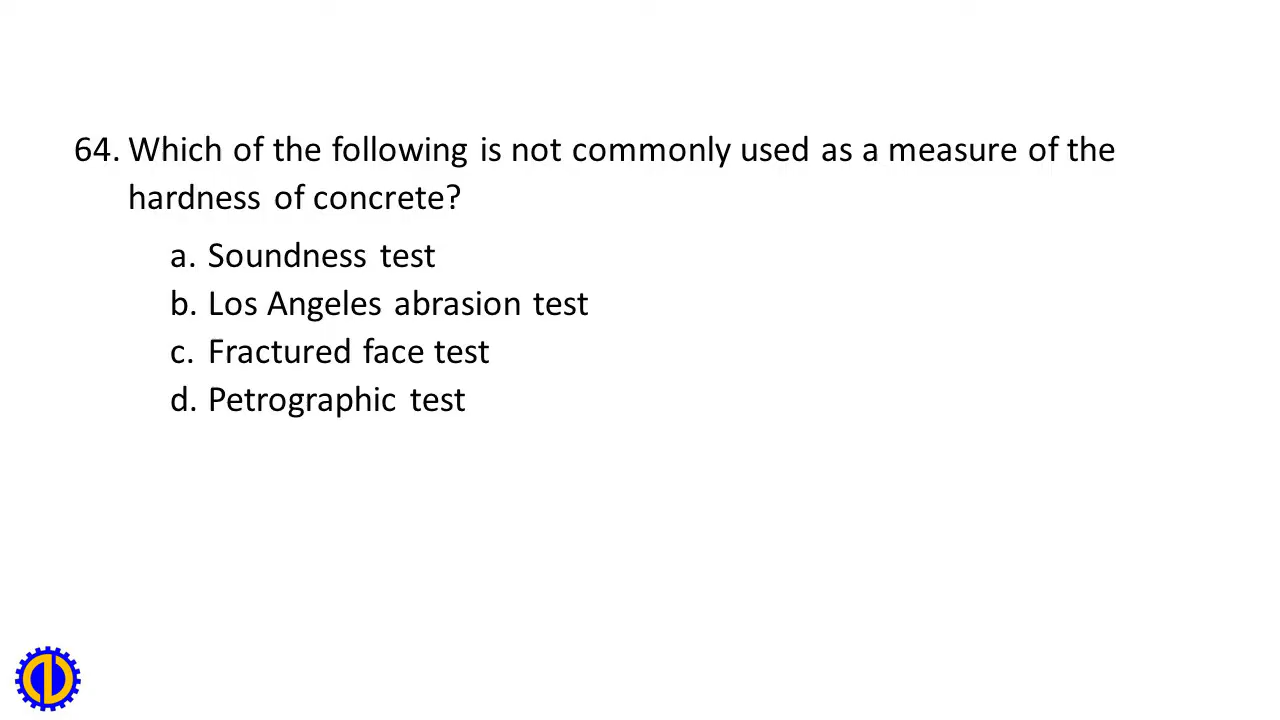 64. Which of the following is not commonly used as a measure of the
hardness of concrete?
a. Soundness test
b. Los Angeles abrasion test
c. Fractured face test
d. Petrographic test